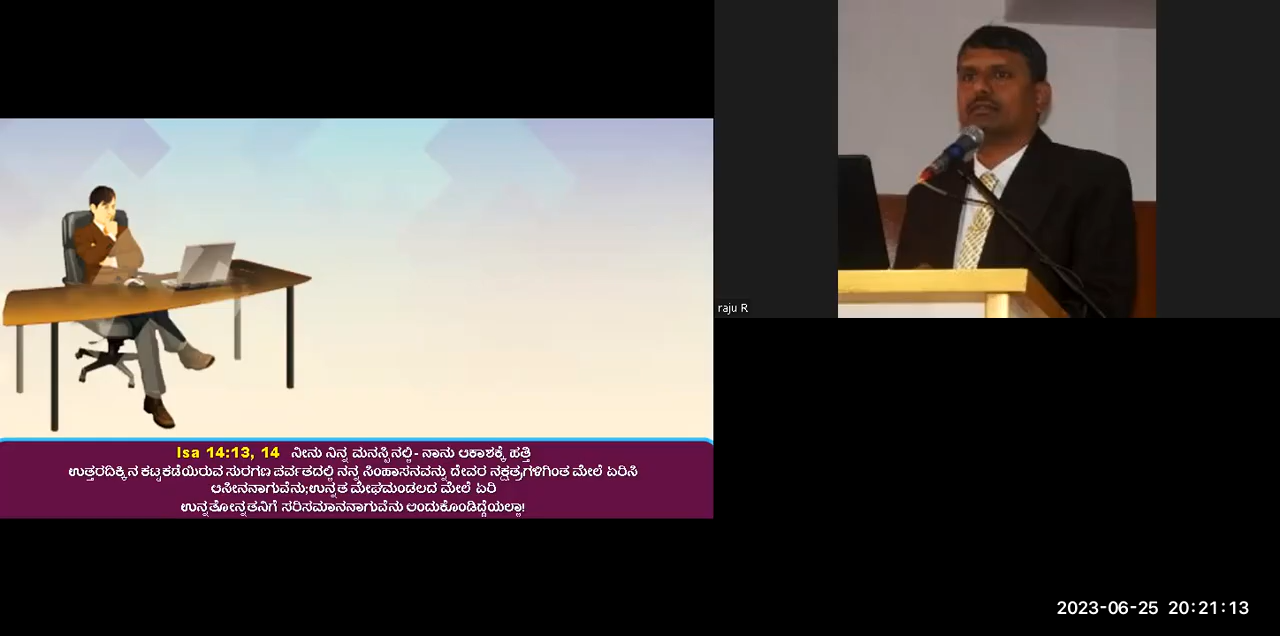 Isa 14:13, 14 ನೀನು ನಿನ್ನ ಮನಸ್ಸಿನಲ್ಲಿ- ನಾನು ಆಕಾಶಕ್ಕೆ ಹತ್ತಿ
ಉತ್ತರದಿಕ್ಕಿನ ಕಟ್ಟಕಡೆಯಿರುವ ಸುರಗಣ ಪರ್ವತದಲ್ಲಿ ನನ್ನ ಸಿಂಹಾಸನವನ್ನು ದೇವರ ನಕ್ಷತ್ರಗಳಿಗಿಂತ ಮೇಲೆ ಏರಿಸಿ
ಆಸೀನನಾಗುವೆನು;ಉನ್ನತ ಮೇಘಮಂಡಲದ ಮೇಲೆ ಏರಿ
ಉನ್ನತೋನ್ನತನಿಗೆ ಸರಿಸಮಾನನಾಗುವೆನು ಅಂದುಕೊಂಡಿದ್ದೆಯಲ್ಲಾ!
raju R
2023-06-25 20:21:13